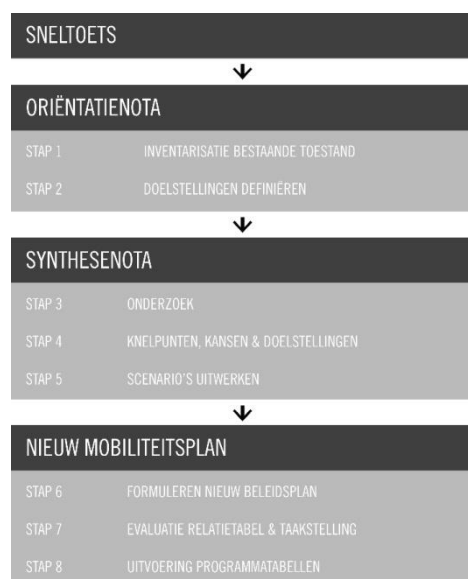 SNELTOETS
ORIËNTATIENOTA
STAP 1 INVENTARISATIE BESTAANDE TOESTAND
STAP 2 DOELSTELLINGEN DEFINIËREN
SYNTHESENOTA
STAP 3 ONDERZOEK
STAP 4 KNELPUNTEN, KANSEN & DOELSTELLINGEN
STAP 5 SCENARIO'S UITWERKEN
NIEUW MOBILITEITSPLAN
STAP 6 FORMULEREN NIEUW BELEIDSPLAN
STAP 7 EVALUATIE RELATIETABEL & TAAKSTELLING
STAP 8 UITVOERING PROGRAMMATABELLEN